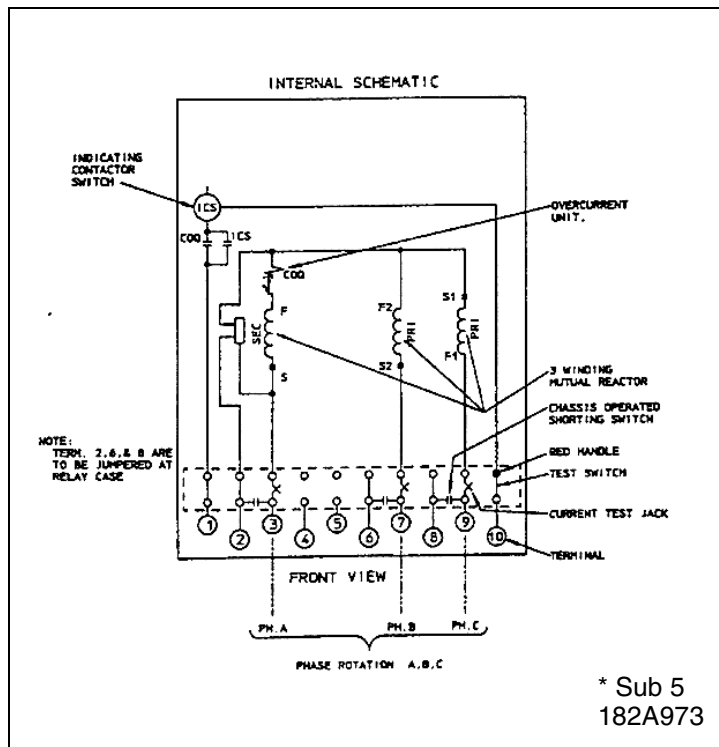 INTERNAL SCHEMATIC
INDICATING
CONTACTOR
SWITCH
ICS
OVERCURRENT
UNIT.
COQ
ICS
COQ
S1
F
F2
SEC
PRI
PRI
F1
S
S2
3 WINDING
MUTUAL REACTOR
CHASSIS OPERATED
SHORTING SWITCH
NOTE:
TERM. 2,6,& 8 ARE
TO BE JUMPERED AT
RELAY CASE
RED HANDLE
TEST SWITCH
CURRENT TEST JACK
1 2 3 4 5 6 7 8 9 10
TERMINAL
FRONT VIEW
PH.A PH.B PH.C
PHASE ROTATION A,B,C
* Sub 5
182A973